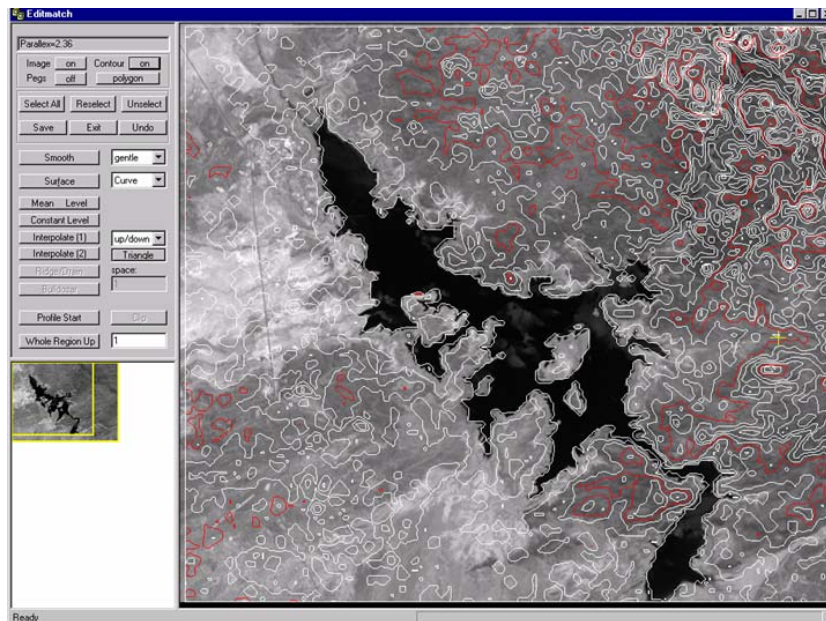 Editmatch
Parallex=2.36
Image on Contour on
Pegs off polygon
Select All Reselect Unselect
Save Exit Undo
Smooth gentle
Surface Curve
Mean Level
Constant Level
Interpolate (1) up/down
Interpolate (2) Triangle
Ridge/Drain space:
Bulldozar 1
Profile Start Clip
Whole Region Up 1
Ready